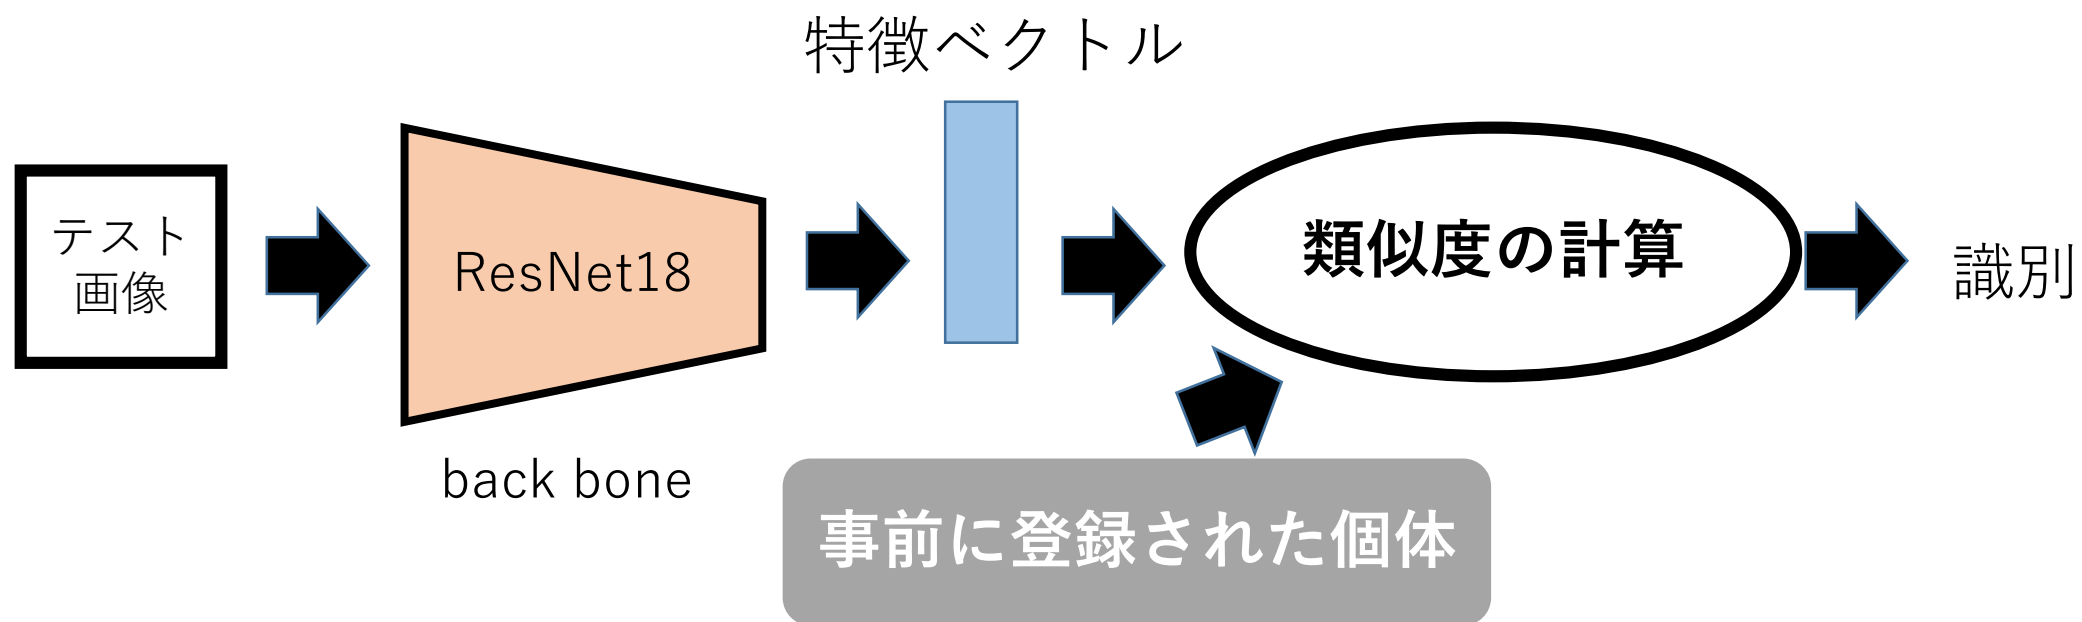 特徴ベクトル
テスト
画像
ResNet18
類似度の計算
識別
back bone
事前に登録された個体